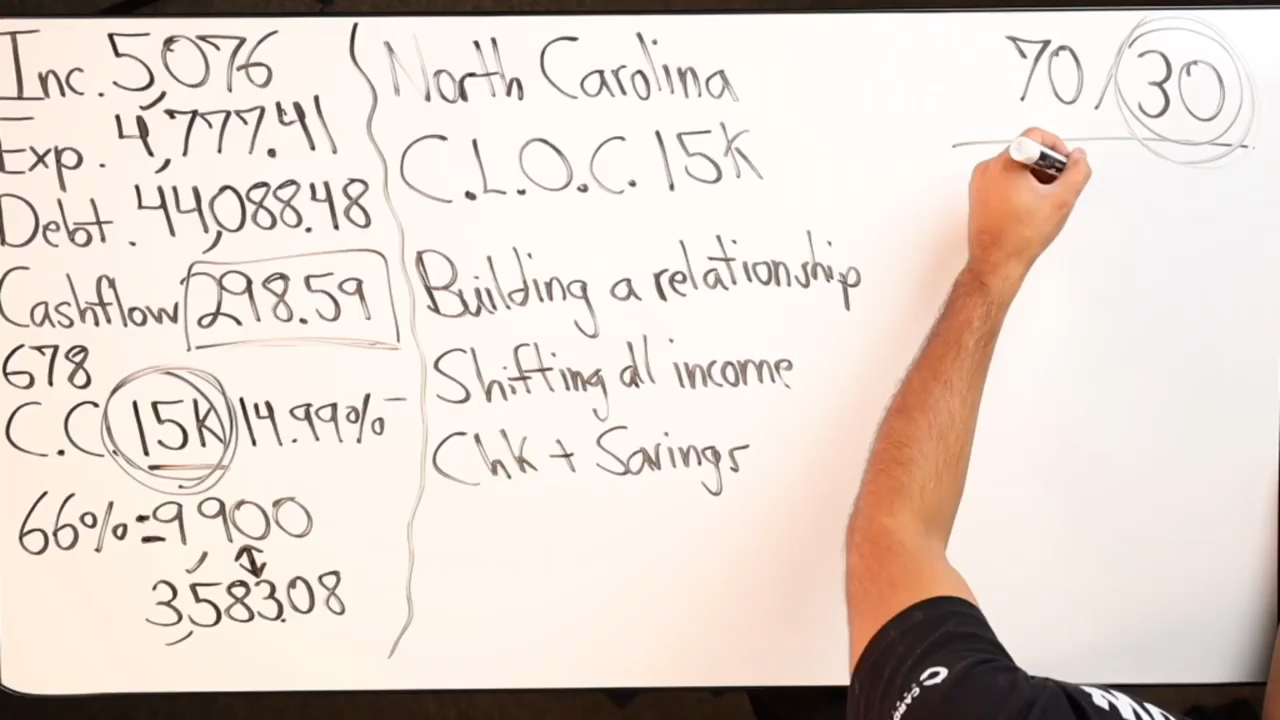 Inc. 5,076
Exp. 4,777.41
Debt. 44,088.48
Cashflow 298.59
678
C.C. 15K 14.99%
66% = 9,900
3,583.08
North Carolina
C.L.O.C. 15K
Building a relationship
Shifting all income
Chk + Savings
70/30